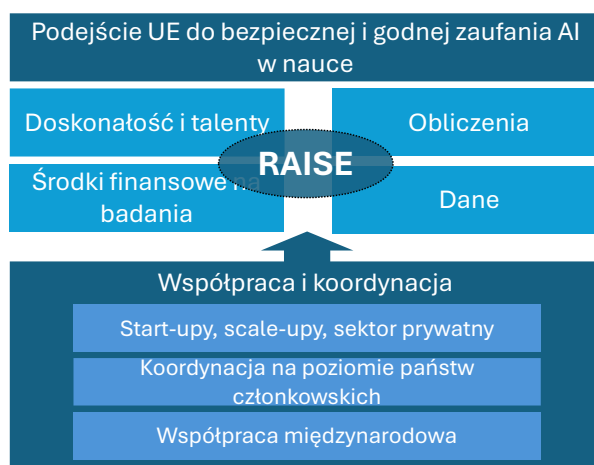 Podejście UE do bezpiecznej i godnej zaufania AI
w nauce
Doskonałość i talenty
Obliczenia
RAISE
Środki finansowe na
badania
Dane
Współpraca i koordynacja
Start-upy, scale-upy, sektor prywatny
Koordynacja na poziomie państw
członkowskich
Współpraca międzynarodowa